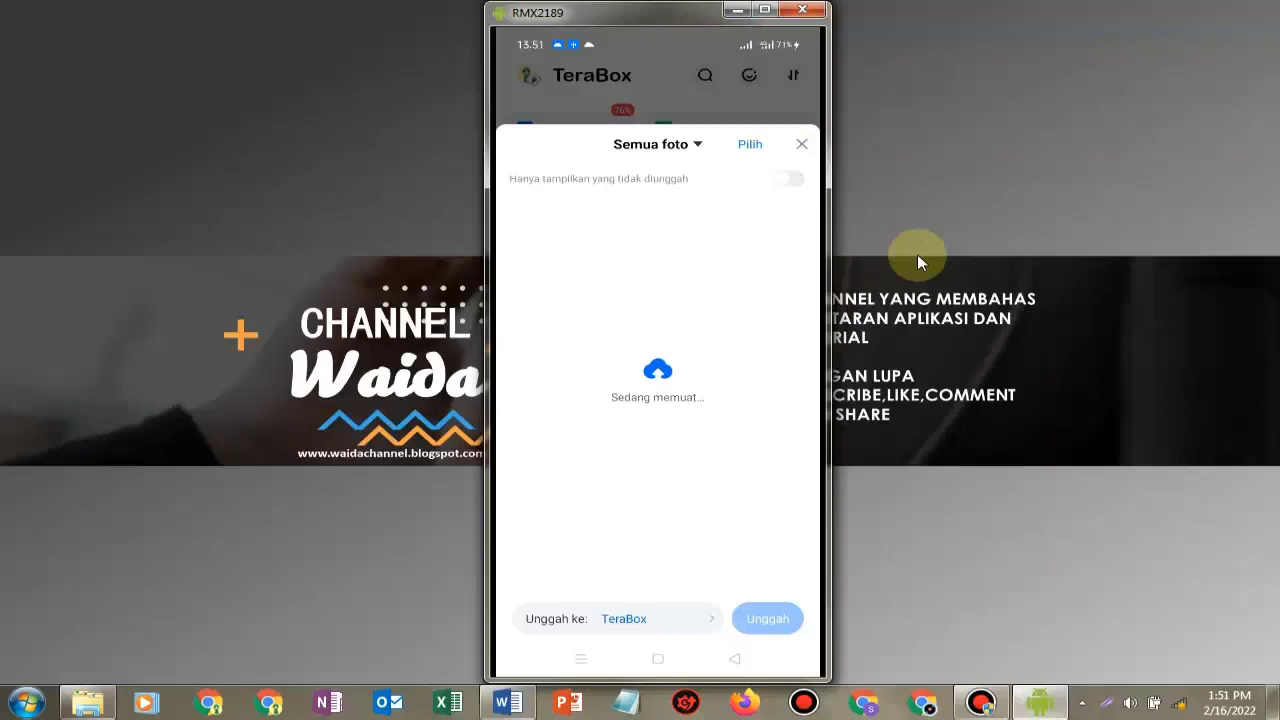 RMX2189
13.51
71%
TeraBox
76%
Semua foto
Pilih
Hanya tampilkan yang tidak diunggah
Sedang memuat...
Unggah ke: TeraBox
Unggah
CHANNEL
Waida
www.waidachannel.blogspot.com
NNEL YANG MEMBAHAS
TARAN APLIKASI DAN
RIAL
GAN LUPA
CRIBE,LIKE,COMMENT
SHARE
1:51 PM
2/16/2022